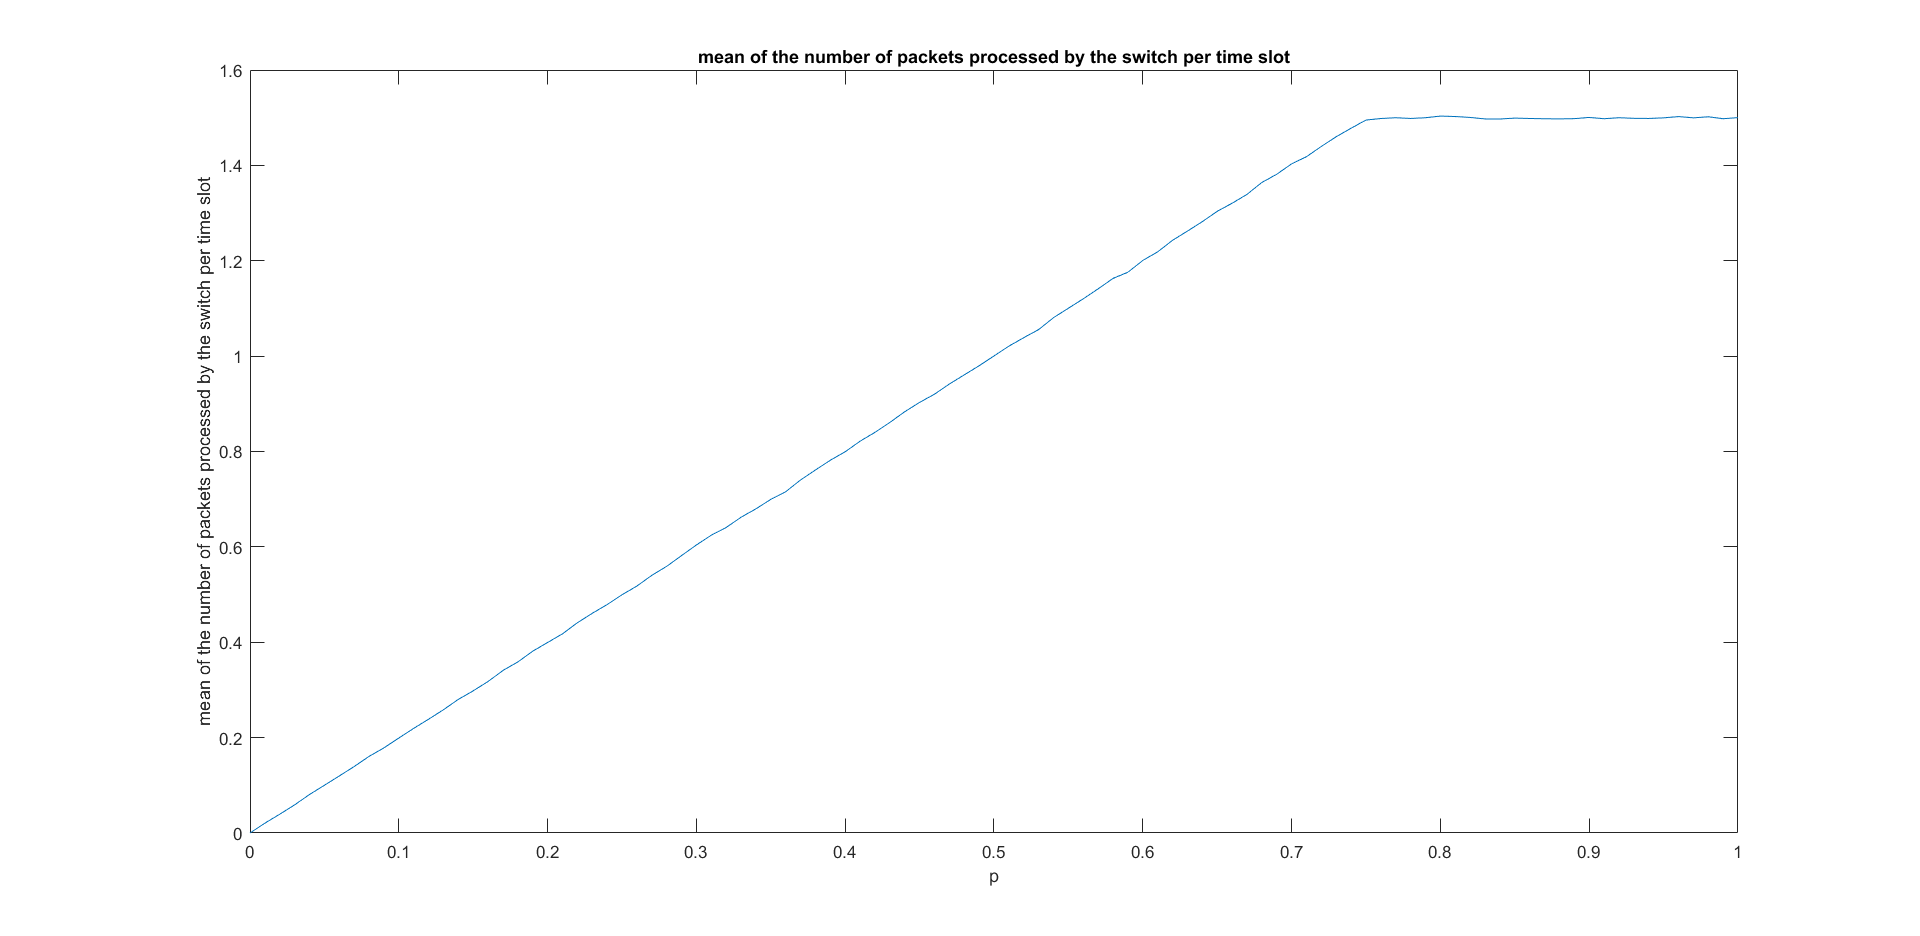 mean of the number of packets processed by the switch per time slot
mean of the number of packets processed by the switch per time slot
1.6
1.4
1.2
1
0.8
0.6
0.4
0.2
0
0 0.1 0.2 0.3 0.4 0.5 0.6 0.7 0.8 0.9 1
p